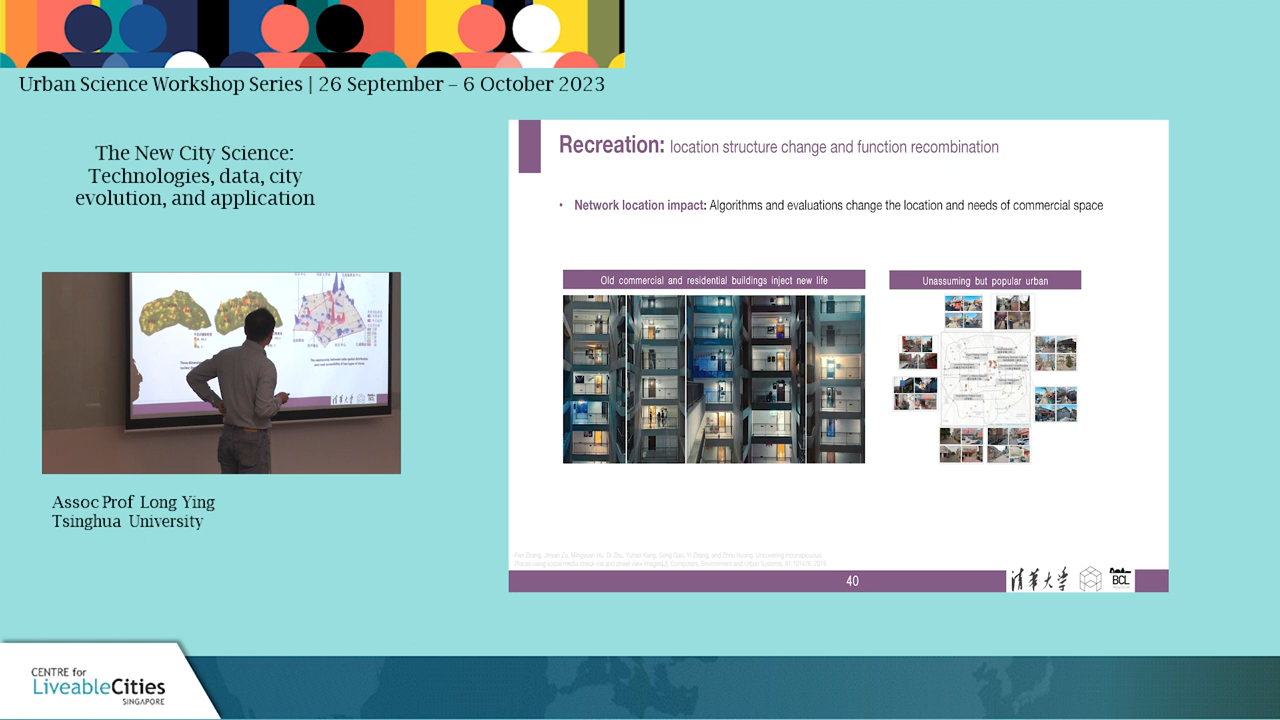 Urban Science Workshop Series | 26 September – 6 October 2023
The New City Science:
Technologies, data, city
evolution, and application
Assoc Prof Long Ying
Tsinghua University
Recreation: location structure change and function recombination
• Network location impact: Algorithms and evaluations change the location and needs of commercial space
Old commercial and residential buildings inject new life
Unassuming but popular urban
40
清华大学
BCL
CENTRE for
LiveableCities
SINGAPORE